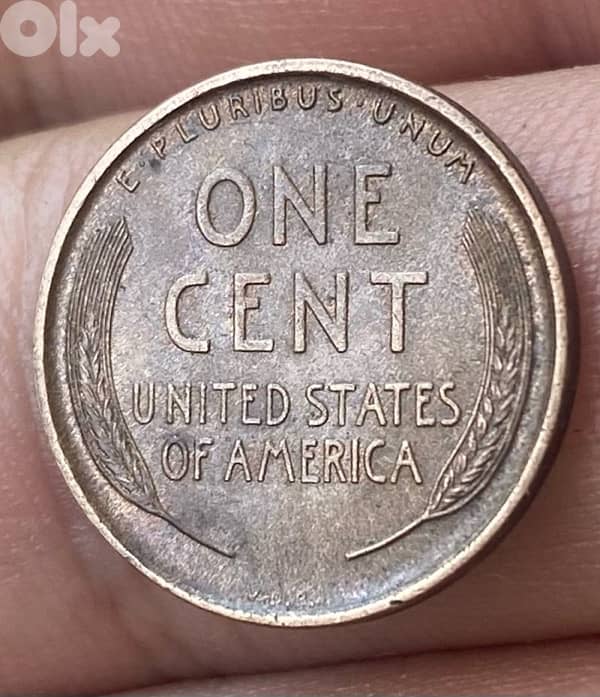 Olx
E·PLURIBUS·UNUM
ONE
CENT
UNITED STATES
OF AMERICA
V.D.B.